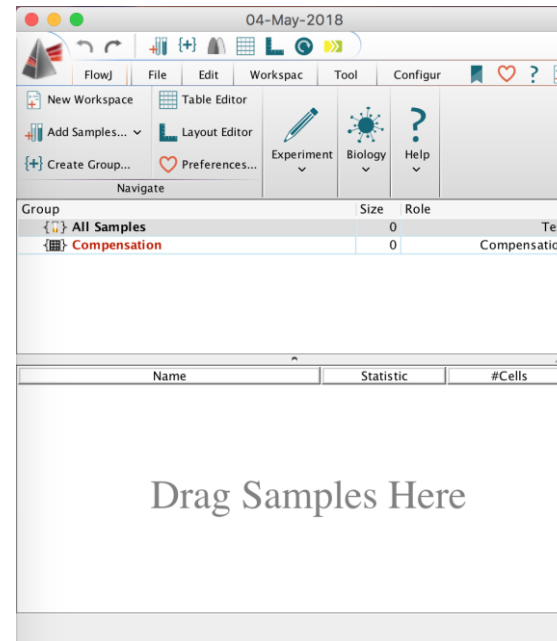 04-May-2018
FlowJ File Edit Workspac Tool Configur
New Workspace Table Editor
Add Samples... Layout Editor
{+} Create Group... Preferences...
Experiment Biology Help
Navigate
Group Size Role
All Samples 0 Te
Compensation 0 Compensatio
Name Statistic #Cells
Drag Samples Here